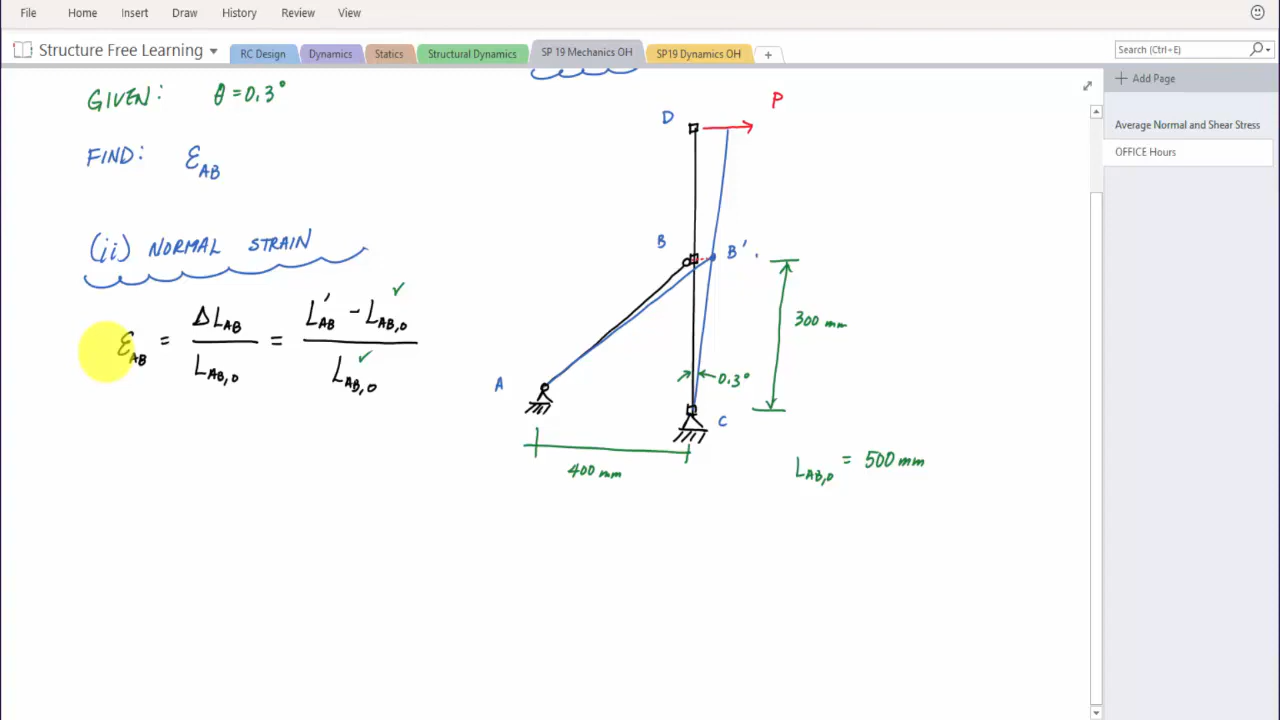 File Home Insert Draw History Review View
Structure Free Learning RC Design Dynamics Statics Structural Dynamics SP 19 Mechanics OH SP19 Dynamics OH + Search (Ctrl+E)
Add Page
Average Normal and Shear Stress
OFFICE Hours
GIVEN: θ = 0.3°
FIND: ε_AB
(ii) NORMAL STRAIN
ε_AB = ΔL_AB / L_AB,0 = L'_AB - L_AB,0 ✓ / L_AB,0 ✓
D
P
B
B'
300 mm
A
0.3°
C
400 mm
L_AB,0 = 500 mm